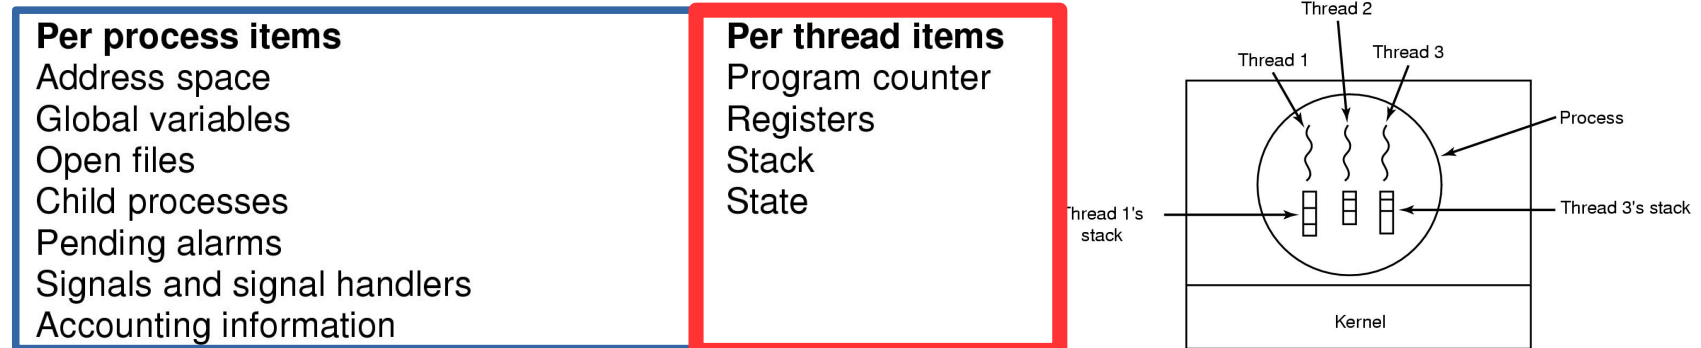 Per process items
Address space
Global variables
Open files
Child processes
Pending alarms
Signals and signal handlers
Accounting information
Per thread items
Program counter
Registers
Stack
State
Thread 2
Thread 1
Thread 3
Process
Thread 1's
stack
Thread 3's stack
Kernel